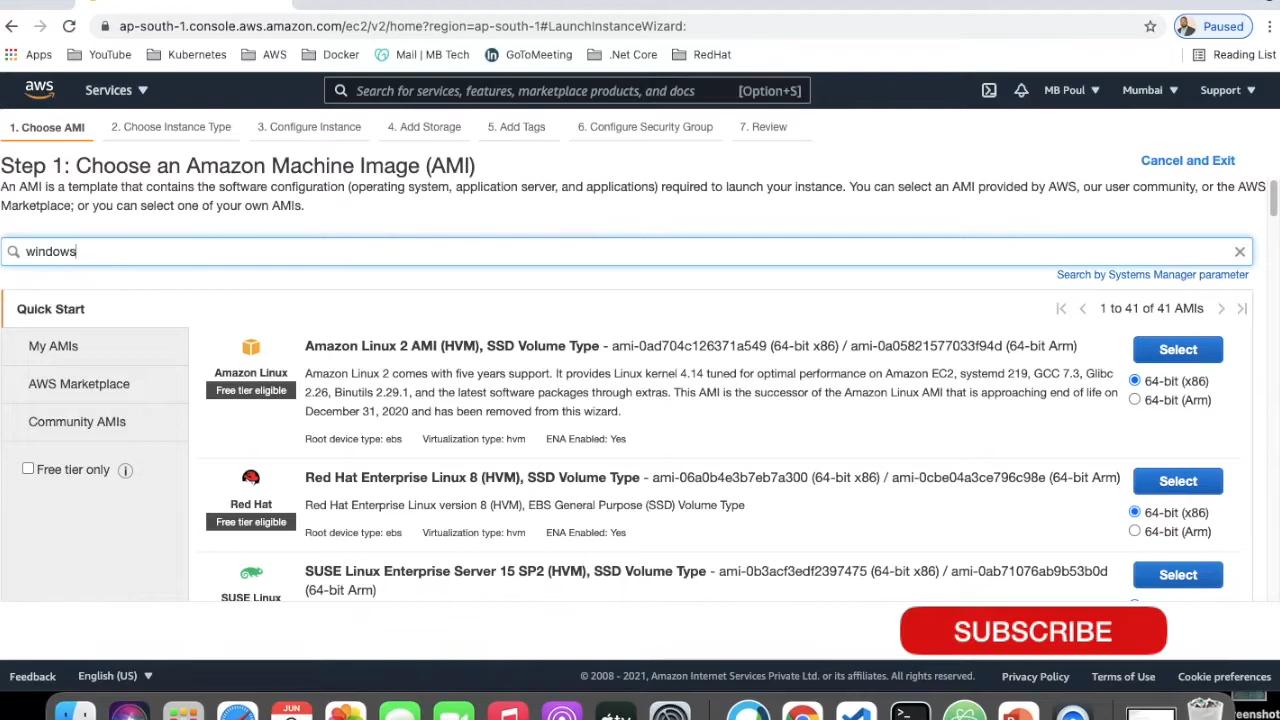 ap-south-1.console.aws.amazon.com/ec2/v2/home?region=ap-south-1#LaunchInstanceWizard:
Paused
Apps YouTube Kubernetes AWS Docker Mail | MB Tech GoToMeeting .Net Core RedHat Reading List
aws Services ▼ Search for services, features, marketplace products, and docs [Option+S] MB Poul ▼ Mumbai ▼ Support ▼
1. Choose AMI 2. Choose Instance Type 3. Configure Instance 4. Add Storage 5. Add Tags 6. Configure Security Group 7. Review
Step 1: Choose an Amazon Machine Image (AMI) Cancel and Exit
An AMI is a template that contains the software configuration (operating system, application server, and applications) required to launch your instance. You can select an AMI provided by AWS, our user community, or the AWS
Marketplace; or you can select one of your own AMIs.
windows
Search by Systems Manager parameter
Quick Start 1 to 41 of 41 AMIs
My AMIs
AWS Marketplace
Community AMIs
Free tier only
Amazon Linux
Free tier eligible
Amazon Linux 2 AMI (HVM), SSD Volume Type - ami-0ad704c126371a549 (64-bit x86) / ami-0a05821577033f94d (64-bit Arm)
Amazon Linux 2 comes with five years support. It provides Linux kernel 4.14 tuned for optimal performance on Amazon EC2, systemd 219, GCC 7.3, Glibc
2.26, Binutils 2.29.1, and the latest software packages through extras. This AMI is the successor of the Amazon Linux AMI that is approaching end of life on
December 31, 2020 and has been removed from this wizard.
Root device type: ebs Virtualization type: hvm ENA Enabled: Yes
Select
64-bit (x86)
64-bit (Arm)
Red Hat
Free tier eligible
Red Hat Enterprise Linux 8 (HVM), SSD Volume Type - ami-06a0b4e3b7eb7a300 (64-bit x86) / ami-0cbe04a3ce796c98e (64-bit Arm)
Red Hat Enterprise Linux version 8 (HVM), EBS General Purpose (SSD) Volume Type
Root device type: ebs Virtualization type: hvm ENA Enabled: Yes
Select
64-bit (x86)
64-bit (Arm)
SUSE Linux
SUSE Linux Enterprise Server 15 SP2 (HVM), SSD Volume Type - ami-0b3acf3edf2397475 (64-bit x86) / ami-0ab71076ab9b53b0d
(64-bit Arm)
Select
SUBSCRIBE
Feedback English (US) ▼ © 2008 - 2021, Amazon Internet Services Private Ltd. or its affiliates. All rights reserved. Privacy Policy Terms of Use Cookie preferences
JUN